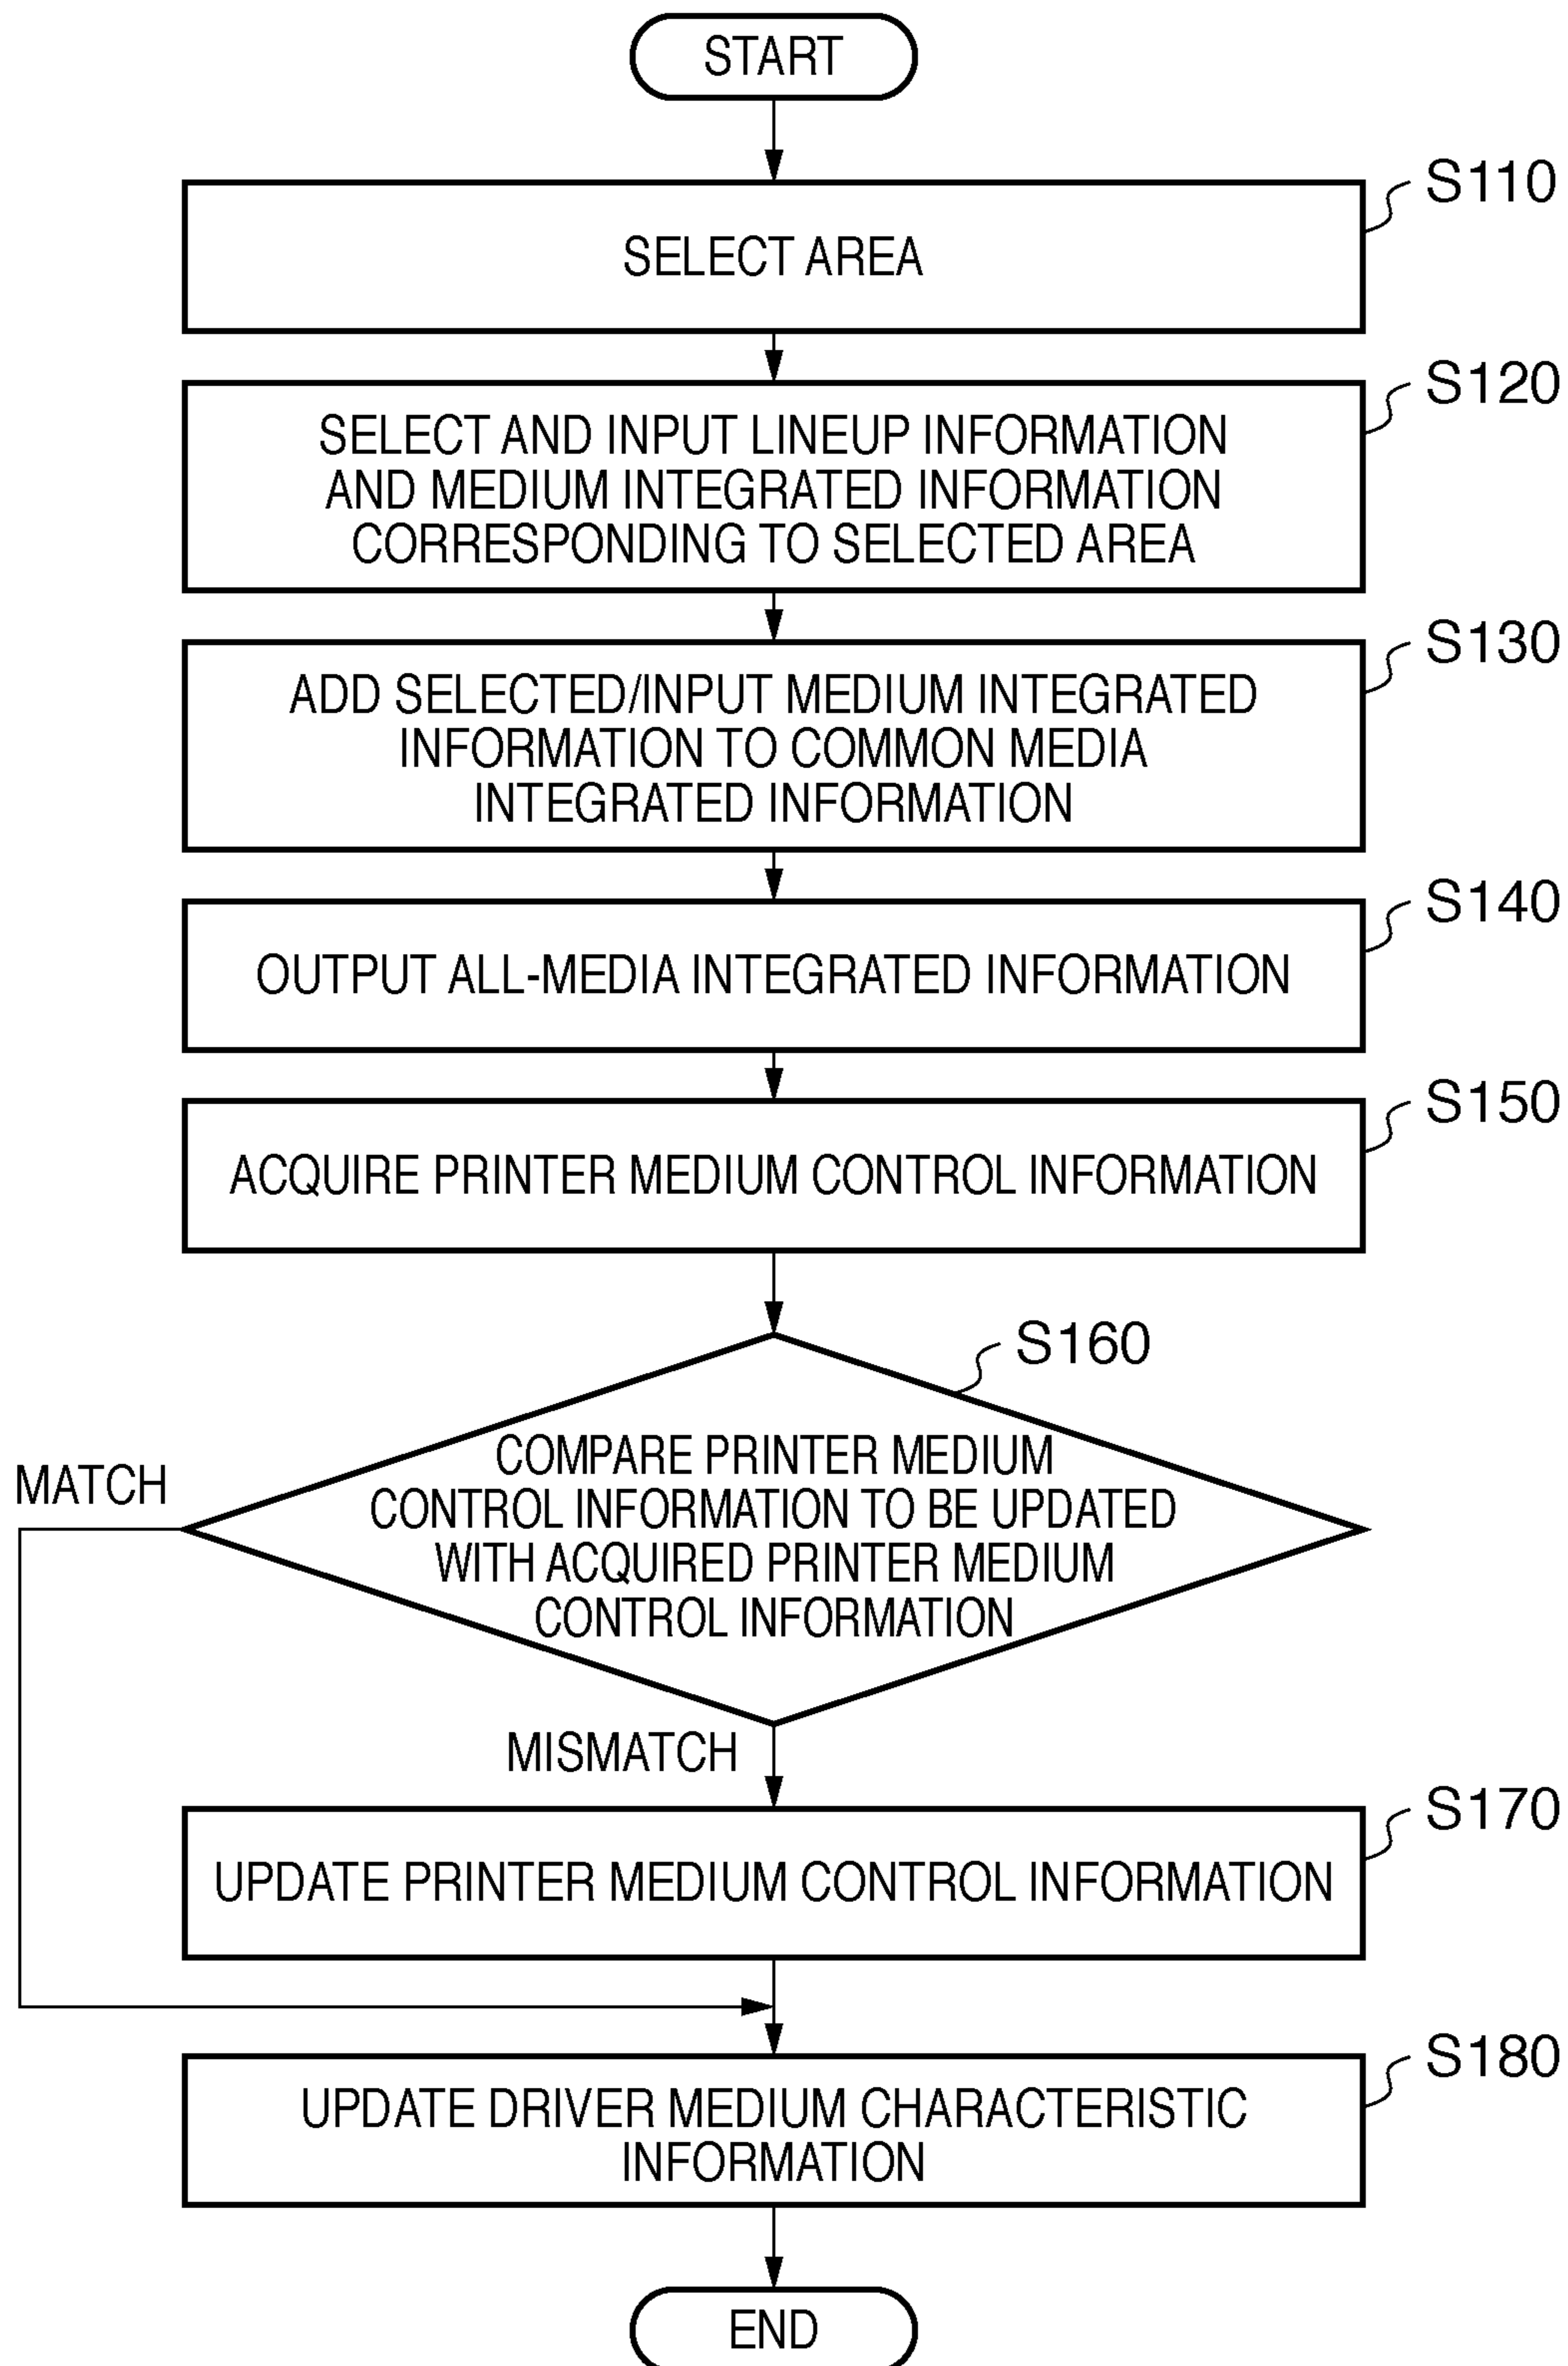 START
S110
SELECT AREA
S120
SELECT AND INPUT LINEUP INFORMATION
AND MEDIUM INTEGRATED INFORMATION
CORRESPONDING TO SELECTED AREA
S130
ADD SELECTED/INPUT MEDIUM INTEGRATED
INFORMATION TO COMMON MEDIA
INTEGRATED INFORMATION
S140
OUTPUT ALL-MEDIA INTEGRATED INFORMATION
S150
ACQUIRE PRINTER MEDIUM CONTROL INFORMATION
S160
COMPARE PRINTER MEDIUM
CONTROL INFORMATION TO BE UPDATED
WITH ACQUIRED PRINTER MEDIUM
CONTROL INFORMATION
MATCH
MISMATCH
S170
UPDATE PRINTER MEDIUM CONTROL INFORMATION
S180
UPDATE DRIVER MEDIUM CHARACTERISTIC
INFORMATION
END